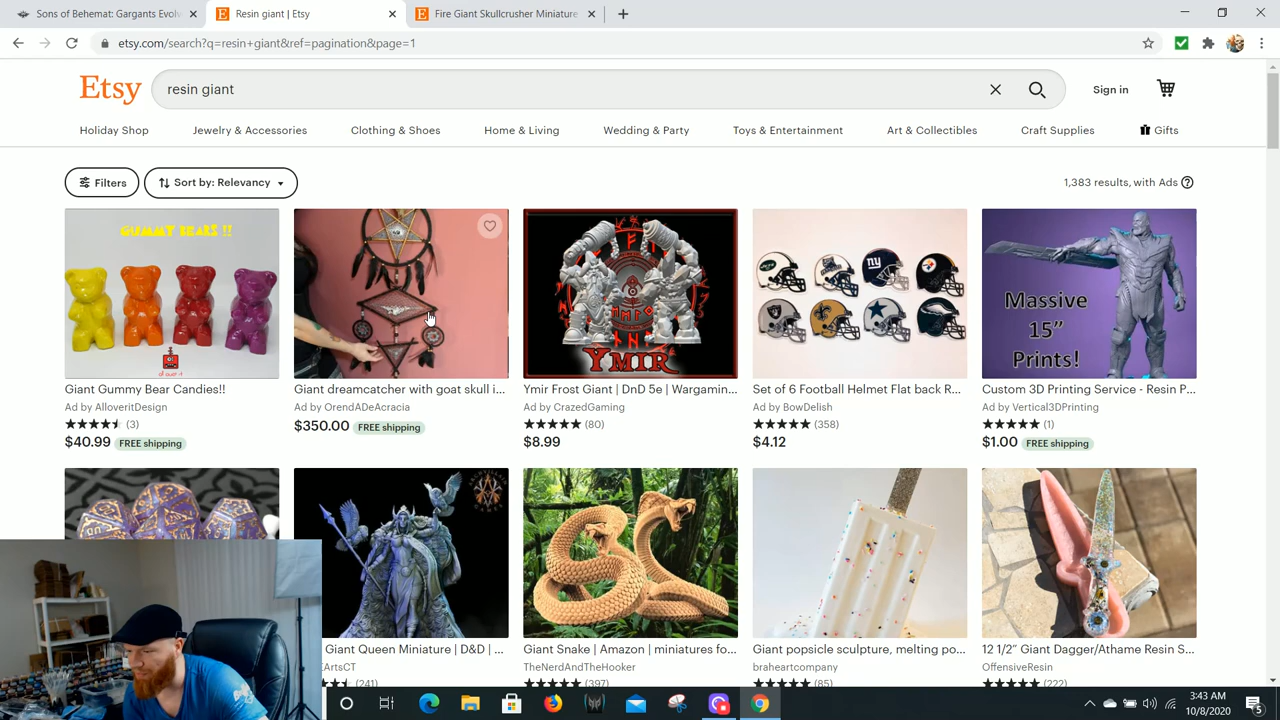 Sons of Behemat: Gargants Evol
Resin giant | Etsy
Fire Giant Skullcrusher Miniature
etsy.com/search?q=resin+giant&ref=pagination&page=1
Etsy
resin giant
Sign in
Holiday Shop
Jewelry & Accessories
Clothing & Shoes
Home & Living
Wedding & Party
Toys & Entertainment
Art & Collectibles
Craft Supplies
Gifts
Filters
Sort by: Relevancy
1,383 results, with Ads
GUMMY BEARS !!
YMIR
Massive
15”
Prints!
Giant Gummy Bear Candies!!
Ad by AlloveritDesign
(3)
$40.99 FREE shipping
Giant dreamcatcher with goat skull i...
Ad by OrendADeAcracia
$350.00 FREE shipping
Ymir Frost Giant | DnD 5e | Wargamin...
Ad by CrazedGaming
(80)
$8.99
Set of 6 Football Helmet Flat back R...
Ad by BowDelish
(358)
$4.12
Custom 3D Printing Service - Resin P...
Ad by Vertical3DPrinting
(1)
$1.00 FREE shipping
Giant Queen Miniature | D&D | ...
ArtsCT
(241)
Giant Snake | Amazon | miniatures fo...
TheNerdAndTheHooker
(897)
Giant popsicle sculpture, melting po...
braheartcompany
(85)
12 1/2” Giant Dagger/Athame Resin S...
OffensiveResin
(222)
3:43 AM
10/8/2020
5